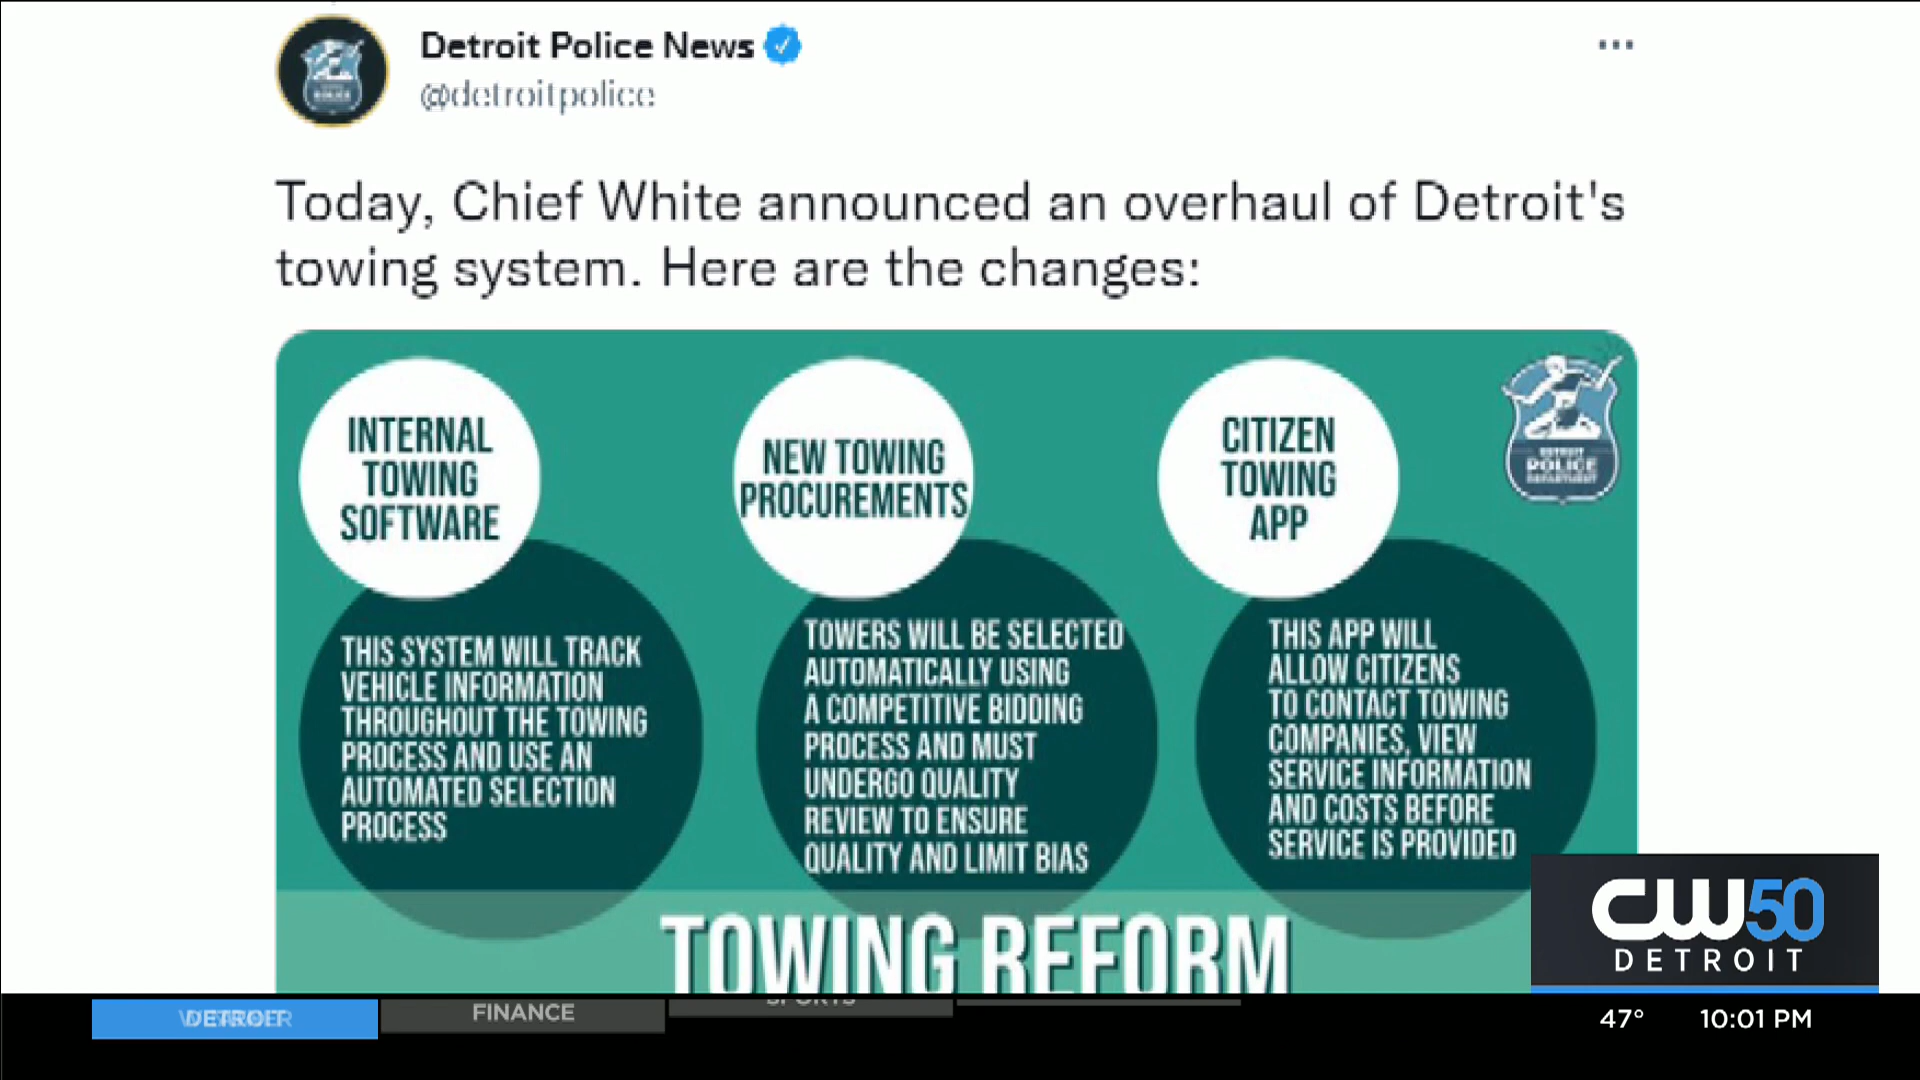 Detroit Police News
@detroitpolice
Today, Chief White announced an overhaul of Detroit's
towing system. Here are the changes:
INTERNAL
TOWING
SOFTWARE
THIS SYSTEM WILL TRACK
VEHICLE INFORMATION
THROUGHOUT THE TOWING
PROCESS AND USE AN
AUTOMATED SELECTION
PROCESS
NEW TOWING
PROCUREMENTS
TOWERS WILL BE SELECTED
AUTOMATICALLY USING
A COMPETITIVE BIDDING
PROCESS AND MUST
UNDERGO QUALITY
REVIEW TO ENSURE
QUALITY AND LIMIT BIAS
CITIZEN
TOWING
APP
THIS APP WILL
ALLOW CITIZENS
TO CONTACT TOWING
COMPANIES, VIEW
SERVICE INFORMATION
AND COSTS BEFORE
SERVICE IS PROVIDED
DETROIT
POLICE
DEPARTMENT
TOWING REFORM
CW50
DETROIT
DETROIT
FINANCE
SPORTS
47°
10:01 PM